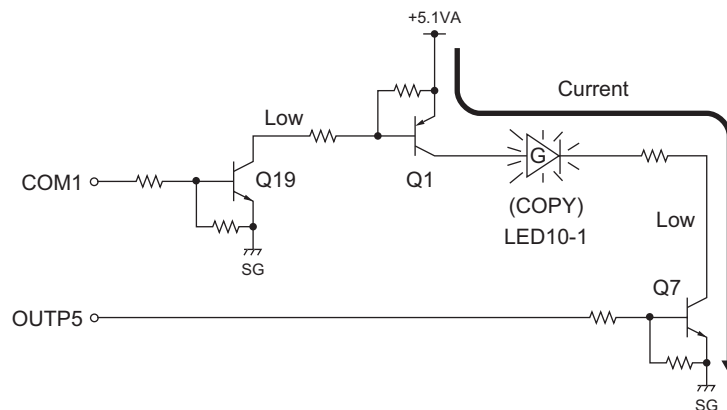 +5.1VA
Current
Low
G
COM1
Q19
Q1
(COPY)
LED10-1
Low
SG
Q7
OUTP5
SG